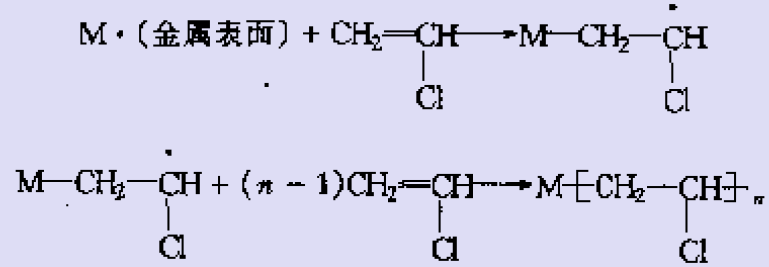 M·(金属表面) + CH₂═CH─→M─CH₂─ĊH
Cl Cl
M─CH₂─ĊH + (n − 1)CH₂═CH─→M─[CH₂─CH]─ₙ
Cl Cl Cl